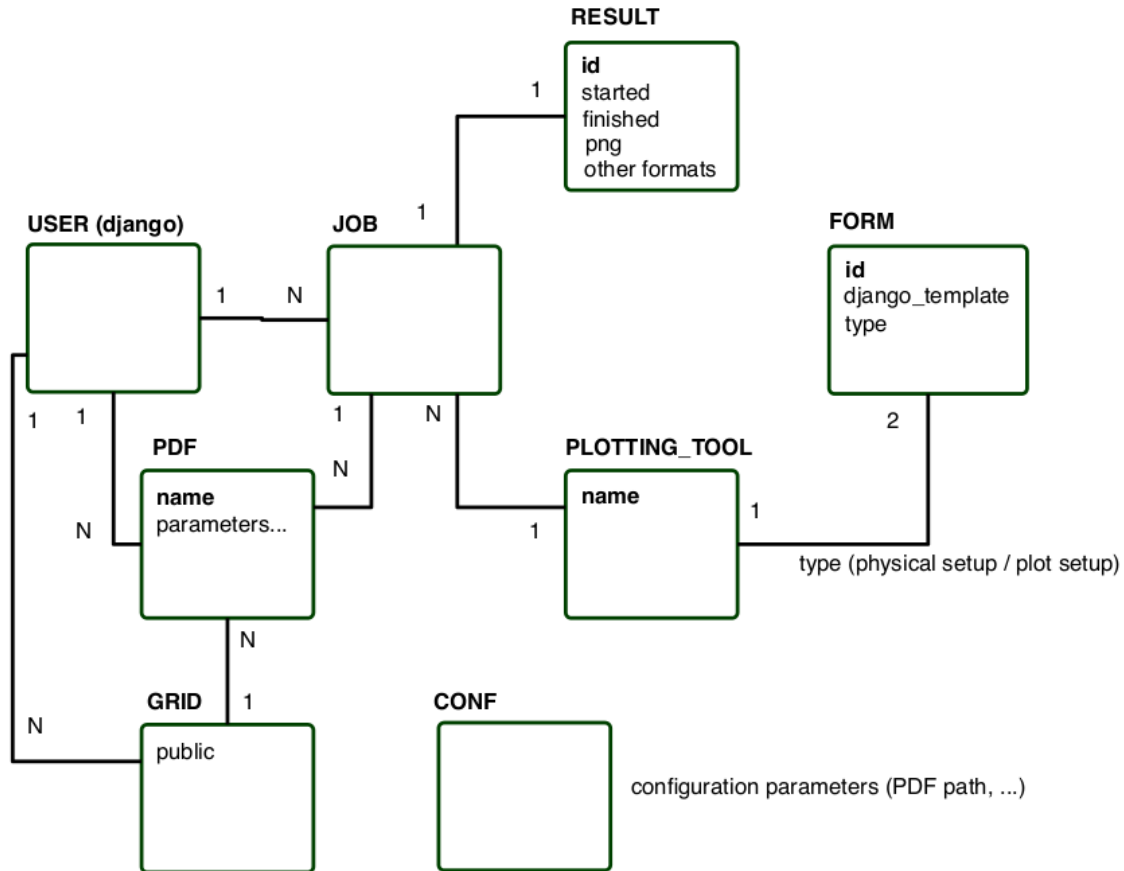 RESULT
id
started
finished
png
other formats
1
1
USER (django)
JOB
FORM
id
django_template
type
1
N
1
1
1
N
2
PDF
name
parameters...
N
N
PLOTTING_TOOL
name
1
1
type (physical setup / plot setup)
N
1
GRID
public
N
CONF
configuration parameters (PDF path, ...)